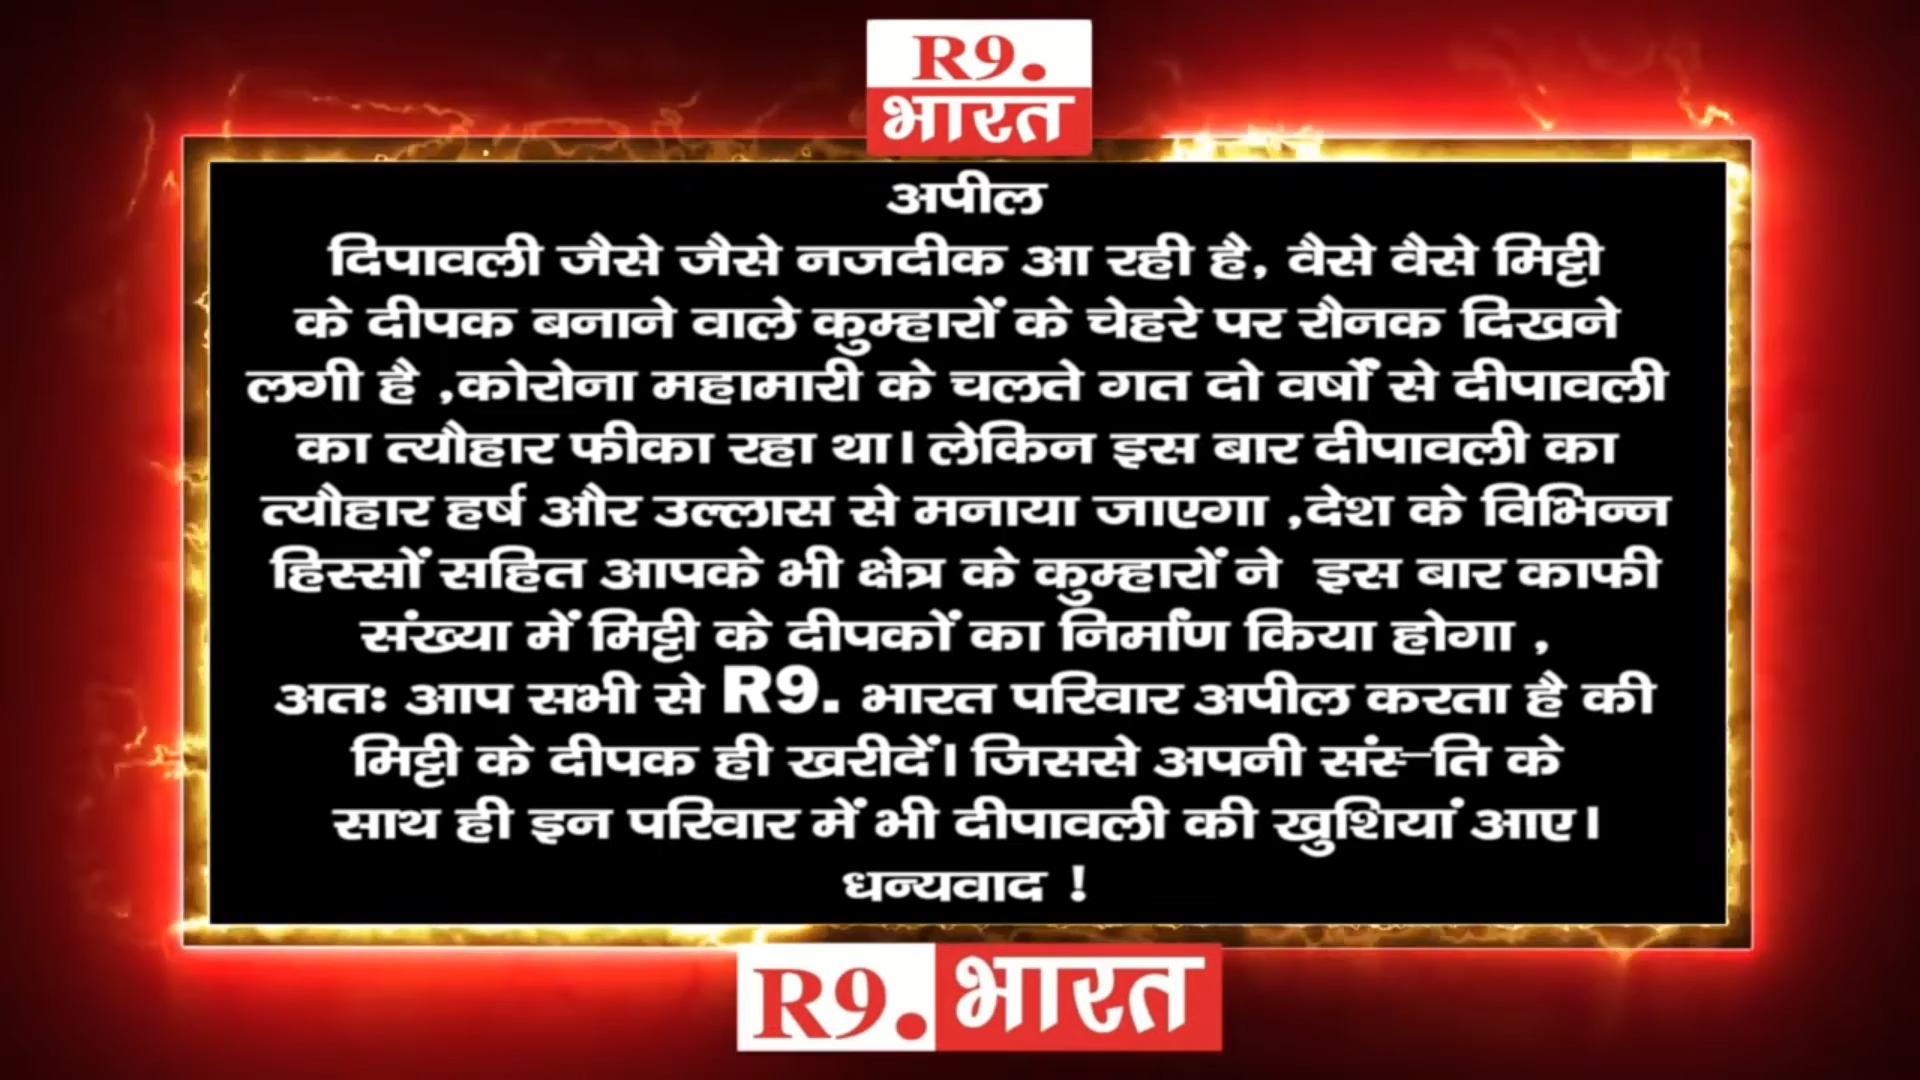 R9.
भारत
अपील
दिपावली जैसे जैसे नजदीक आ रही है, वैसे वैसे मिट्टी
के दीपक बनाने वाले कुम्हारों के चेहरे पर रौनक दिखने
लगी है ,कोरोना महामारी के चलते गत दो वर्षों से दीपावली
का त्यौहार फीका रहा था। लेकिन इस बार दीपावली का
त्यौहार हर्ष और उल्लास से मनाया जाएगा ,देश के विभिन्न
हिस्सों सहित आपके भी क्षेत्र के कुम्हारों ने इस बार काफी
संख्या में मिट्टी के दीपकों का निर्माण किया होगा ,
अतः आप सभी से R9. भारत परिवार अपील करता है की
मिट्टी के दीपक ही खरीदें। जिससे अपनी संस्–ति के
साथ ही इन परिवार में भी दीपावली की खुशियां आए।
धन्यवाद !
R9. भारत